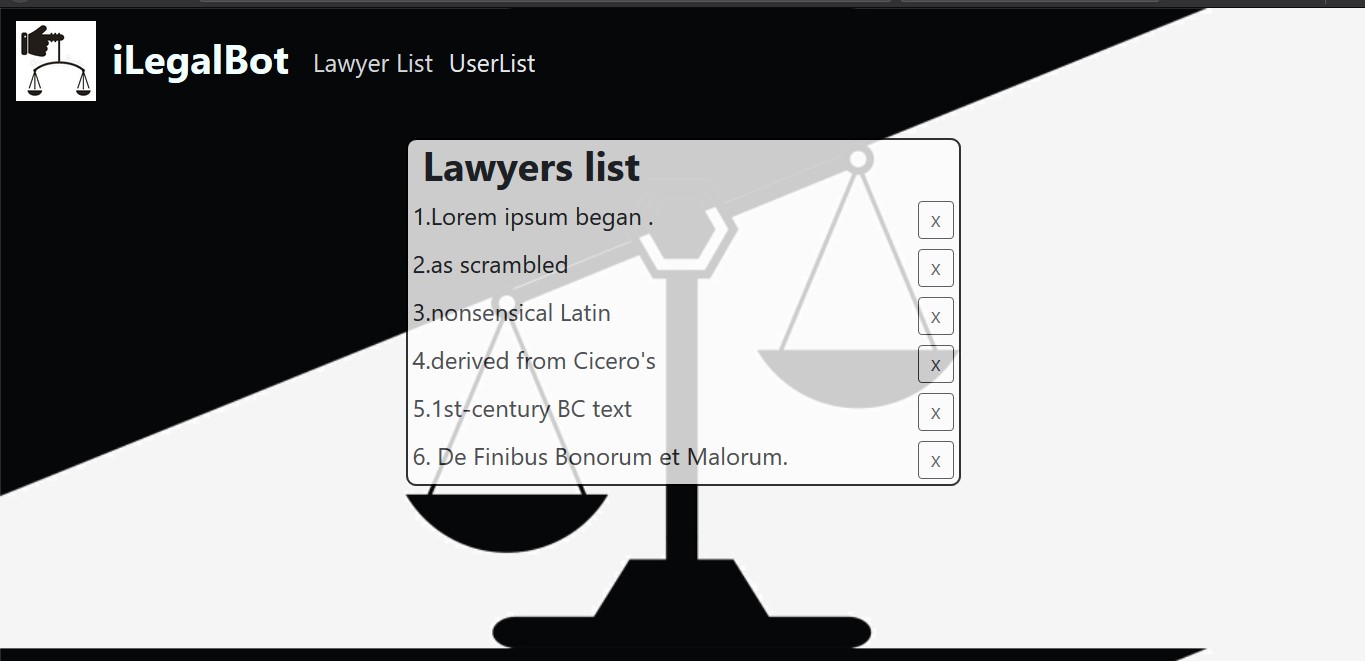 iLegalBot Lawyer List UserList
Lawyers list
1.Lorem ipsum began . x
2.as scrambled x
3.nonsensical Latin x
4.derived from Cicero's x
5.1st-century BC text x
6. De Finibus Bonorum et Malorum. x